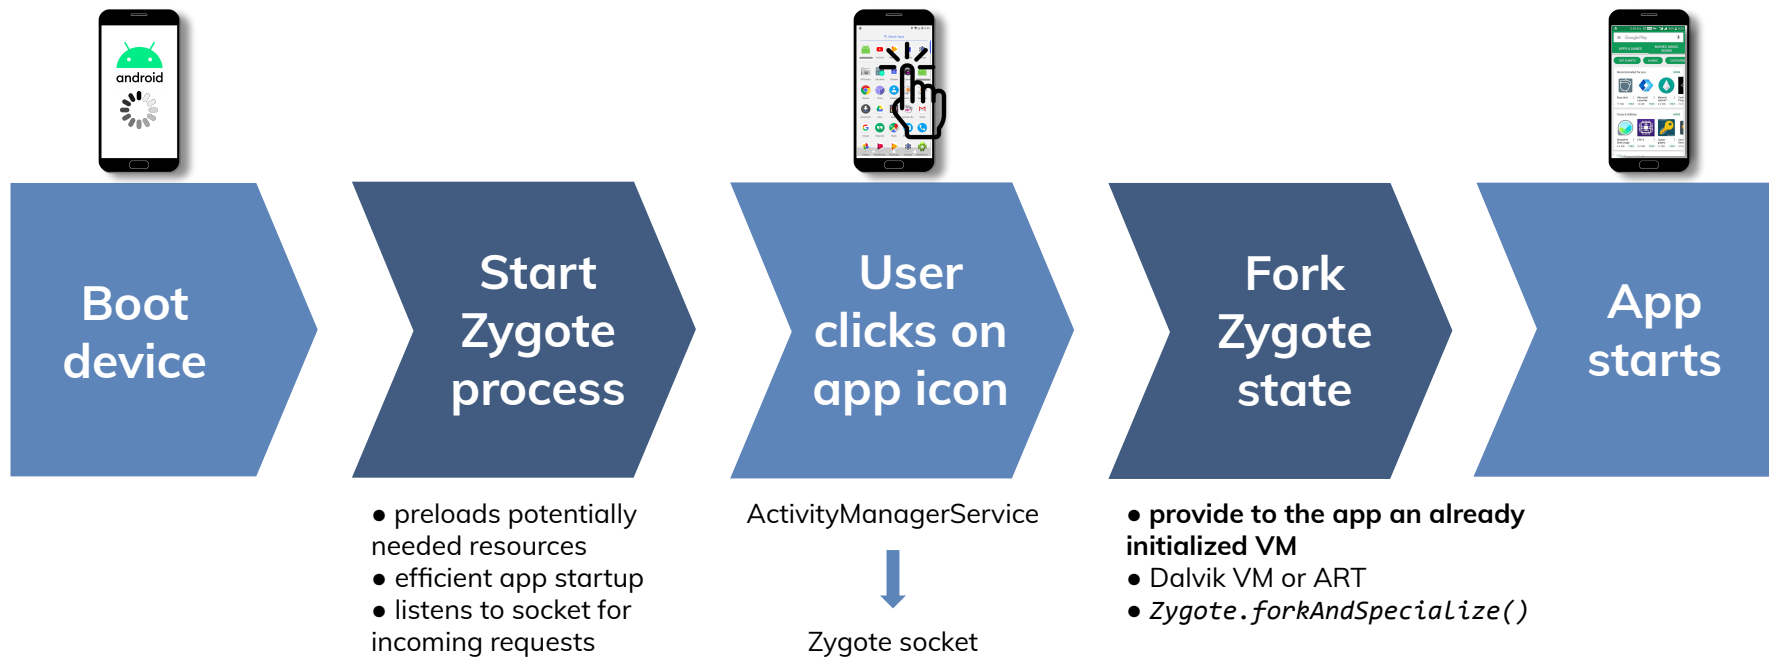 android
Google Play
Boot
device
Start
Zygote
process
User
clicks on
app icon
Fork
Zygote
state
App
starts
● preloads potentially
needed resources
● efficient app startup
● listens to socket for
incoming requests
ActivityManagerService
Zygote socket
● provide to the app an already
initialized VM
● Dalvik VM or ART
● Zygote.forkAndSpecialize()